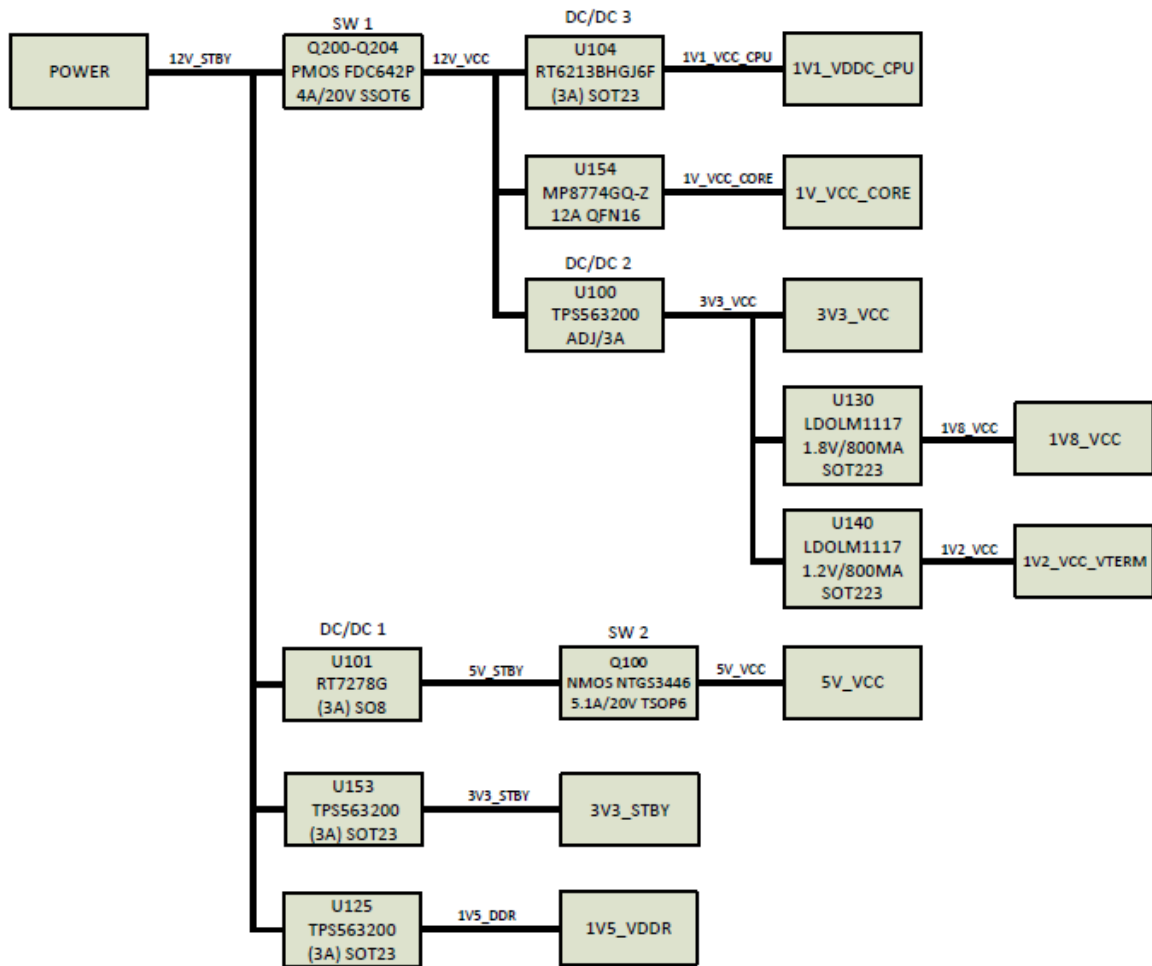 SW 1
DC/DC 3
POWER
12V_STBY
Q200-Q204
PMOS FDC642P
4A/20V SSOT6
12V_VCC
U104
RT6213BHGJ6F
(3A) SOT23
1V1_VCC_CPU
1V1_VDDC_CPU
U154
MP8774GQ-Z
12A QFN16
1V_VCC_CORE
1V_VCC_CORE
DC/DC 2
U100
TPS563200
ADJ/3A
3V3_VCC
3V3_VCC
U130
LDOLM1117
1.8V/800MA
SOT223
1V8_VCC
1V8_VCC
U140
LDOLM1117
1.2V/800MA
SOT223
1V2_VCC
1V2_VCC_VTERM
DC/DC 1
U101
RT7278G
(3A) SO8
5V_STBY
SW 2
Q100
NMOS NTGS3446
5.1A/20V TSOP6
5V_VCC
5V_VCC
U153
TPS563200
(3A) SOT23
3V3_STBY
3V3_STBY
U125
TPS563200
(3A) SOT23
1V5_DDR
1V5_VDDR